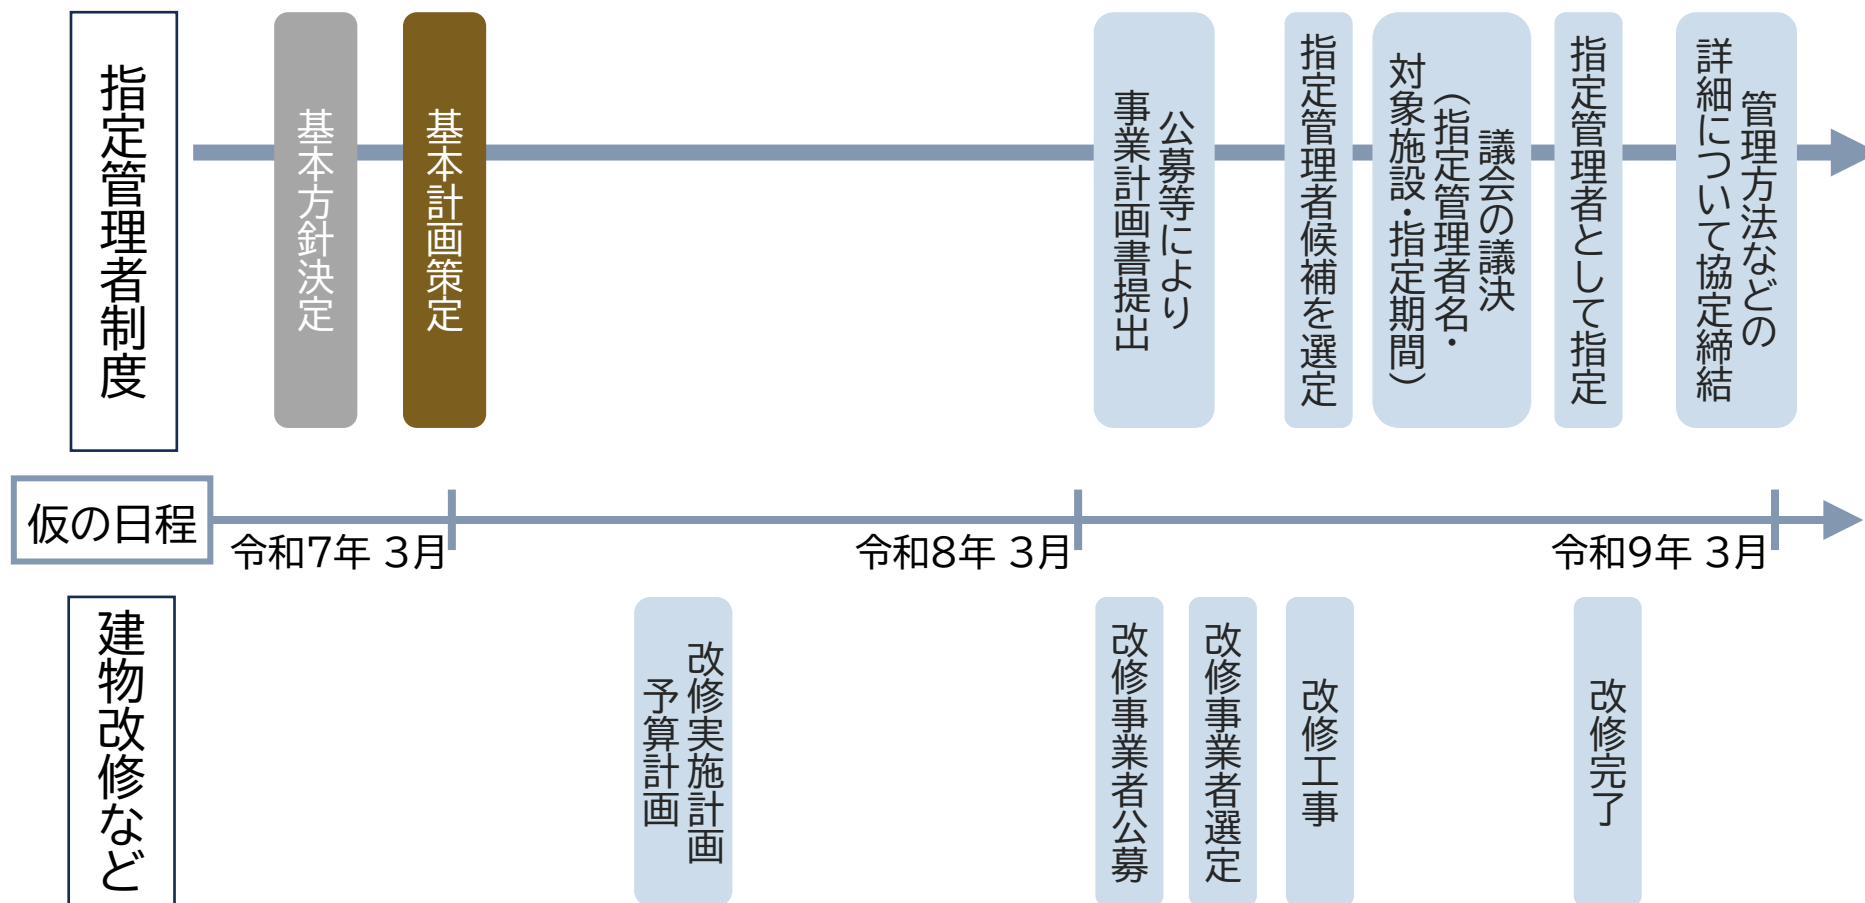 指定管理者制度
基本方針決定
基本計画策定
公募等により
事業計画書提出
指定管理者候補を選定
議会の議決
（指定管理者名・
対象施設・指定期間）
指定管理者として指定
管理方法などの
詳細について協定締結
仮の日程
令和7年 3月
令和8年 3月
令和9年 3月
建物改修など
改修実施計画
予算計画
改修事業者公募
改修事業者選定
改修工事
改修完了